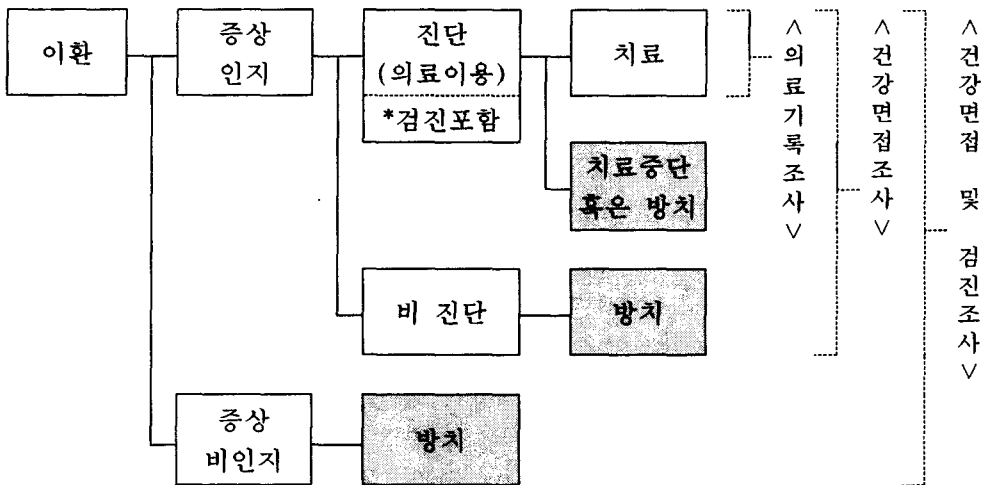 이환
증상
인지
진단
(의료이용)
*검진포함
치료
치료중단
혹은 방치
비 진단
방치
증상
비인지
방치
<의료기록조사>
<건강면접조사>
<건강면접 및 검진조사>